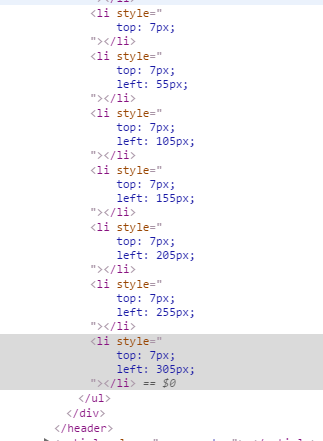 <li style="
top: 7px;
"></li>
<li style="
top: 7px;
left: 55px;
"></li>
<li style="
top: 7px;
left: 105px;
"></li>
<li style="
top: 7px;
left: 155px;
"></li>
<li style="
top: 7px;
left: 205px;
"></li>
<li style="
top: 7px;
left: 255px;
"></li>
<li style="
top: 7px;
left: 305px;
"></li> == $0
</ul>
</div>
</header>